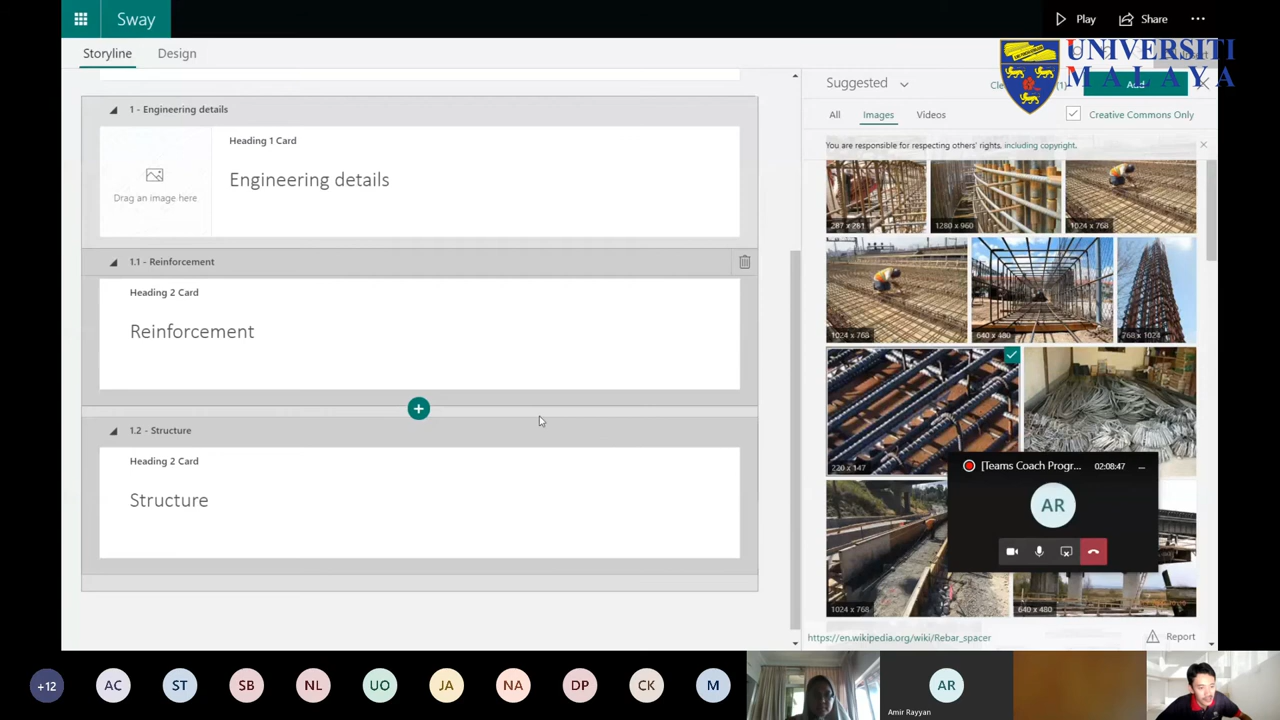 Sway
Play
Share
Storyline
Design
UNIVERSITI
MALAYA
1 - Engineering details
Heading 1 Card
Engineering details
Drag an image here
1.1 - Reinforcement
Heading 2 Card
Reinforcement
1.2 - Structure
Heading 2 Card
Structure
Suggested
(1)
Add
All
Images
Videos
Creative Commons Only
You are responsible for respecting others' rights, including copyright.
287 x 281
1280 x 960
1024 x 768
1024 x 768
640 x 480
768 x 1024
220 x 147
1024 x 768
640 x 480
[Teams Coach Progr...
02:08:47
AR
https://en.wikipedia.org/wiki/Rebar_spacer
Report
+12
AC
ST
SB
NL
UO
JA
NA
DP
CK
M
AR
Amir Rayyan